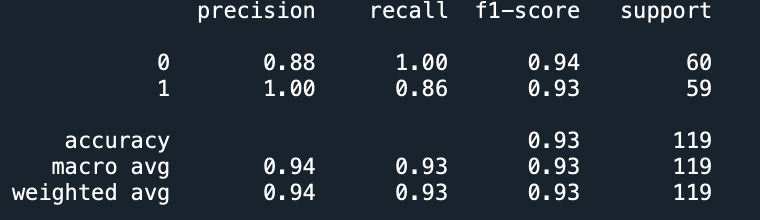 precision recall f1-score support
0 0.88 1.00 0.94 60
1 1.00 0.86 0.93 59
accuracy 0.93 119
macro avg 0.94 0.93 0.93 119
weighted avg 0.94 0.93 0.93 119